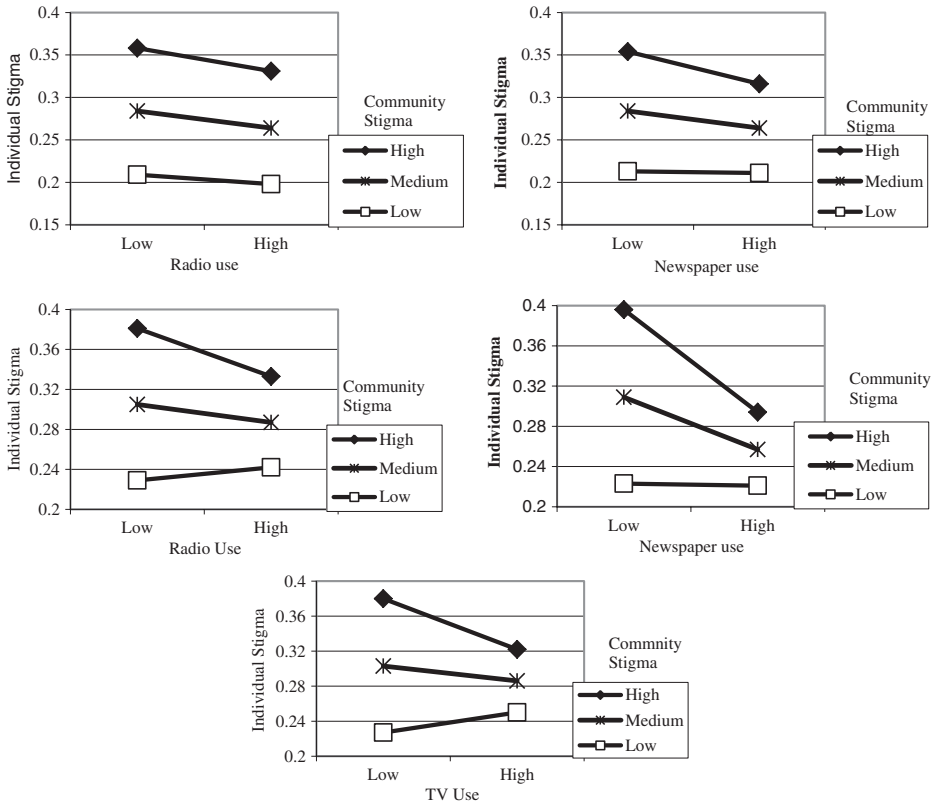 0.4
0.35
0.3
0.25
0.2
0.15
Individual Stigma
Low
High
Radio use
Community
Stigma
High
Medium
Low
0.4
0.35
0.3
0.25
0.2
0.15
Individual Stigma
Low
High
Newspaper use
Community
Stigma
High
Medium
Low
0.4
0.36
0.32
0.28
0.24
0.2
Individual Stigma
Low
High
Radio Use
Community
Stigma
High
Medium
Low
0.4
0.36
0.32
0.28
0.24
0.2
Individual Stigma
Low
High
Newspaper use
Community
Stigma
High
Medium
Low
0.4
0.36
0.32
0.28
0.24
0.2
Individual Stigma
Low
High
TV Use
Commnity
Stigma
High
Medium
Low